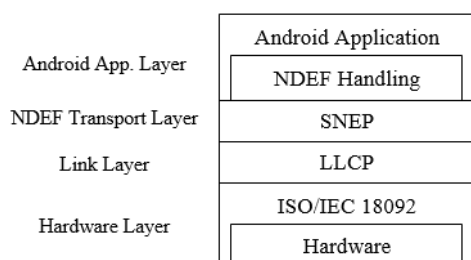 Android Application
Android App. Layer
NDEF Handling
NDEF Transport Layer
SNEP
Link Layer
LLCP
ISO/IEC 18092
Hardware Layer
Hardware